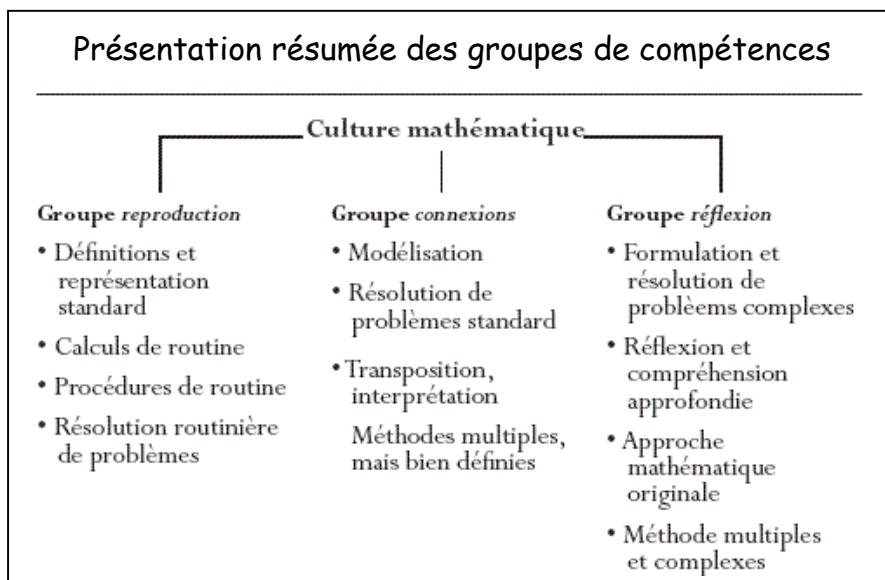 Présentation résumée des groupes de compétences
Culture mathématique
Groupe reproduction
• Définitions et
représentation
standard
• Calculs de routine
• Procédures de routine
• Résolution routinière
de problèmes
Groupe connexions
• Modélisation
• Résolution de
problèmes standard
• Transposition,
interprétation
Méthodes multiples,
mais bien définies
Groupe réflexion
• Formulation et
résolution de
problèems complexes
• Réflexion et
compréhension
approfondie
• Approche
mathématique
originale
• Méthode multiples
et complexes